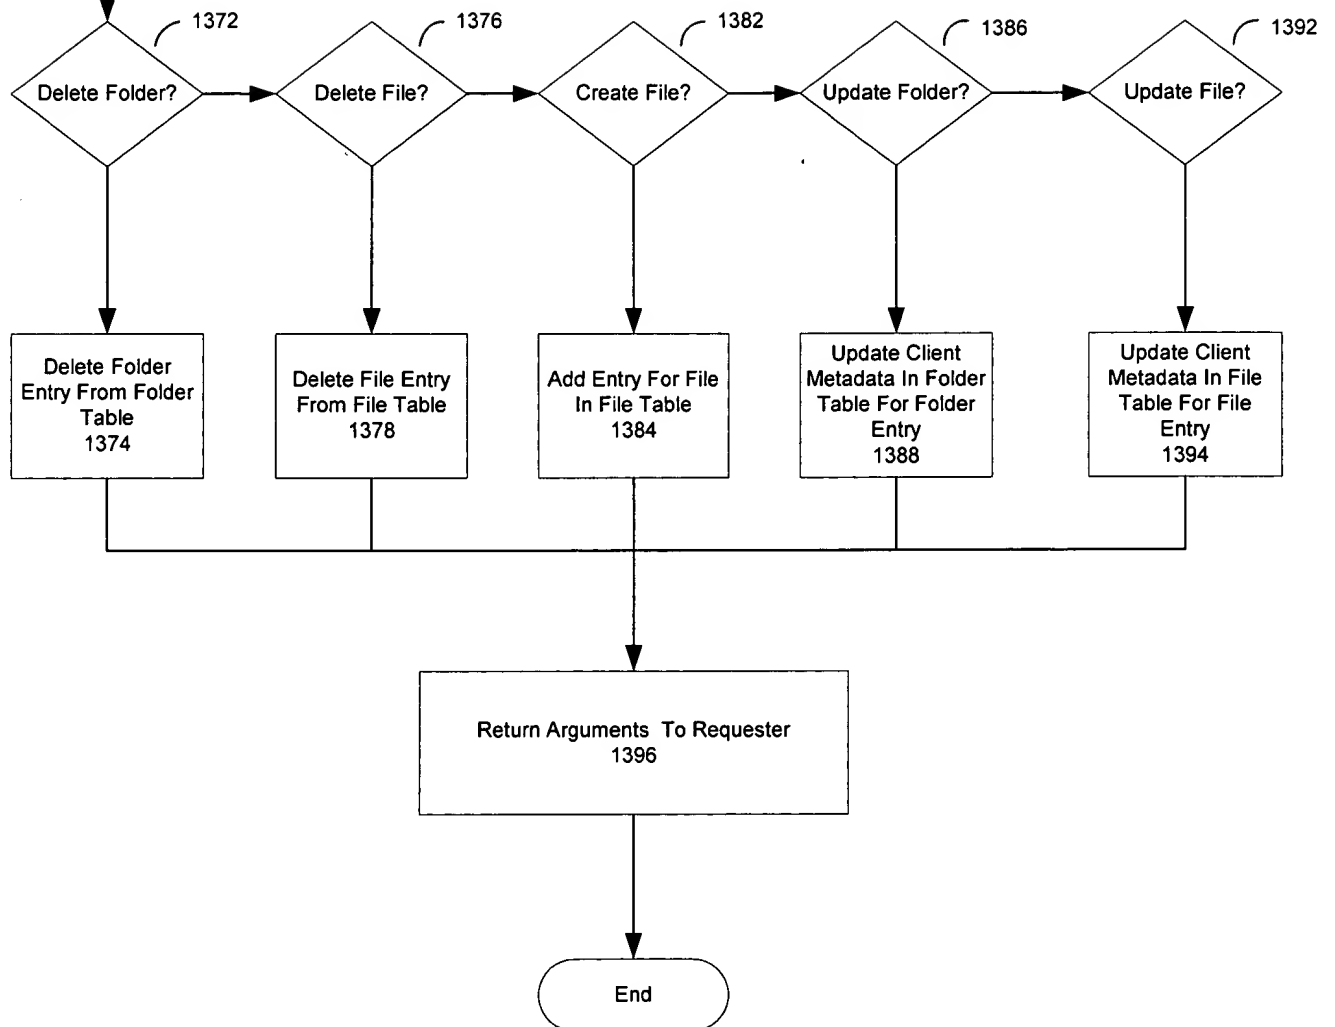 1372
1376
1382
1386
1392
Delete Folder?
Delete File?
Create File?
Update Folder?
Update File?
Delete Folder
Entry From Folder
Table
1374
Delete File Entry
From File Table
1378
Add Entry For File
In File Table
1384
Update Client
Metadata In Folder
Table For Folder
Entry
1388
Update Client
Metadata In File
Table For File
Entry
1394
Return Arguments To Requester
1396
End